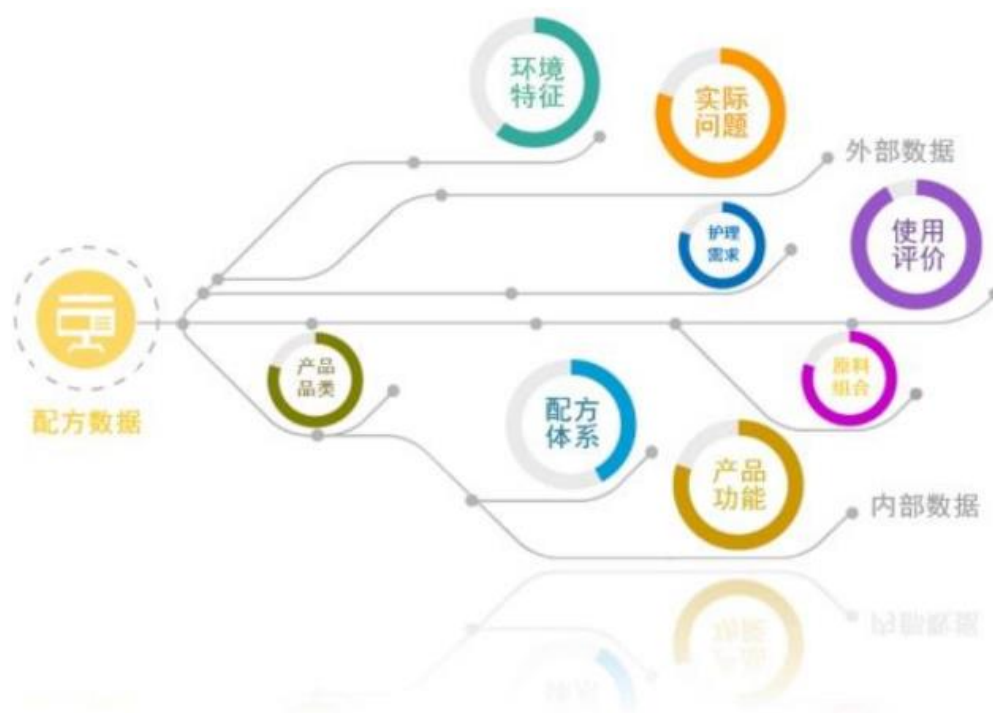 环境
特征
实际
问题
外部数据
护理
需求
使用
评价
配方数据
产品
品类
原料
组合
配方
体系
产品
功能
内部数据